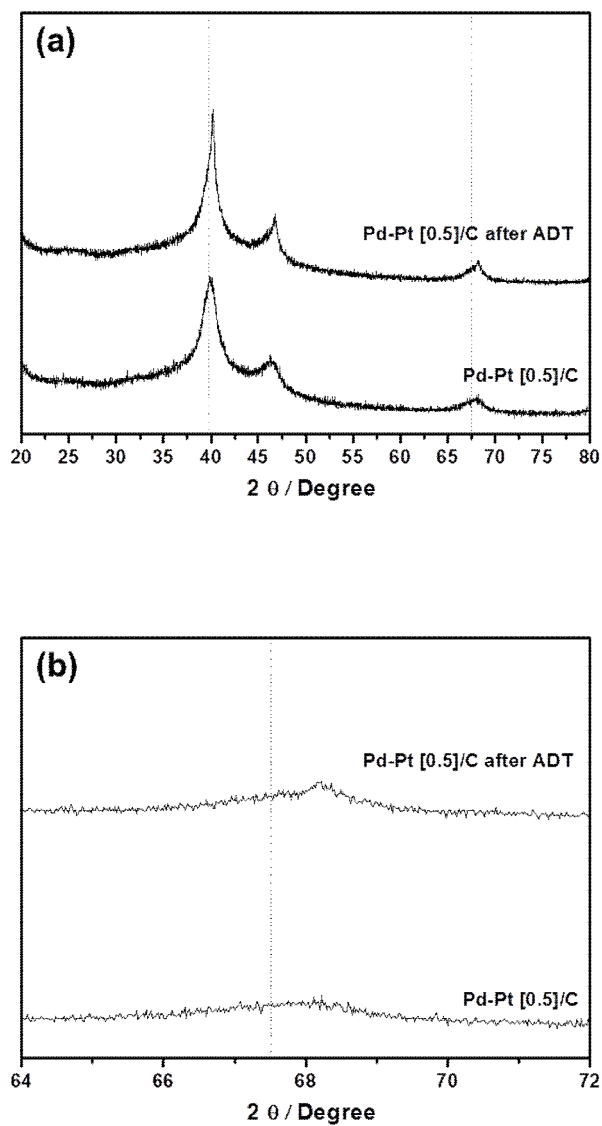 (a)
Pd-Pt [0.5]/C after ADT
Pd-Pt [0.5]/C
20 25 30 35 40 45 50 55 60 65 70 75 80
2 θ / Degree
(b)
Pd-Pt [0.5]/C after ADT
Pd-Pt [0.5]/C
64 66 68 70 72
2 θ / Degree